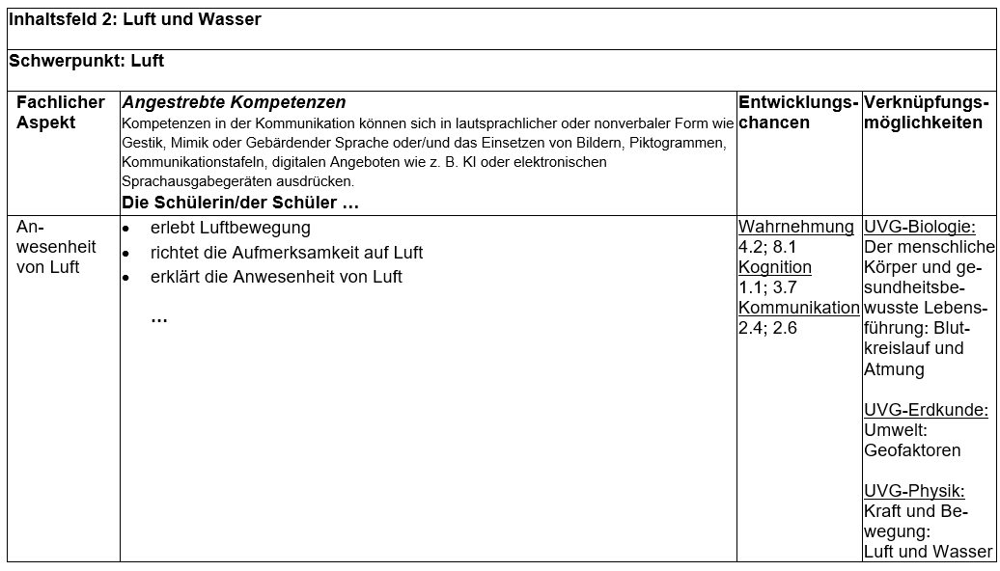 Inhaltsfeld 2: Luft und Wasser
Schwerpunkt: Luft
Fachlicher
Aspekt
Angestrebte Kompetenzen
Kompetenzen in der Kommunikation können sich in lautsprachlicher oder nonverbaler Form wie
Gestik, Mimik oder Gebärdender Sprache oder/und das Einsetzen von Bildern, Piktogrammen,
Kommunikationstafeln, digitalen Angeboten wie z. B. KI oder elektronischen
Sprachausgabegeräten ausdrücken.
Die Schülerin/der Schüler …
Entwicklungs-
chancen
Verknüpfungs-
möglichkeiten
An-
wesenheit
von Luft
• erlebt Luftbewegung
• richtet die Aufmerksamkeit auf Luft
• erklärt die Anwesenheit von Luft
…
Wahrnehmung
4.2; 8.1
Kognition
1.1; 3.7
Kommunikation
2.4; 2.6
UVG-Biologie:
Der menschliche
Körper und ge-
sundheitsbe-
wusste Lebens-
führung: Blut-
kreislauf und
Atmung
UVG-Erdkunde:
Umwelt:
Geofaktoren
UVG-Physik:
Kraft und Be-
wegung:
Luft und Wasser